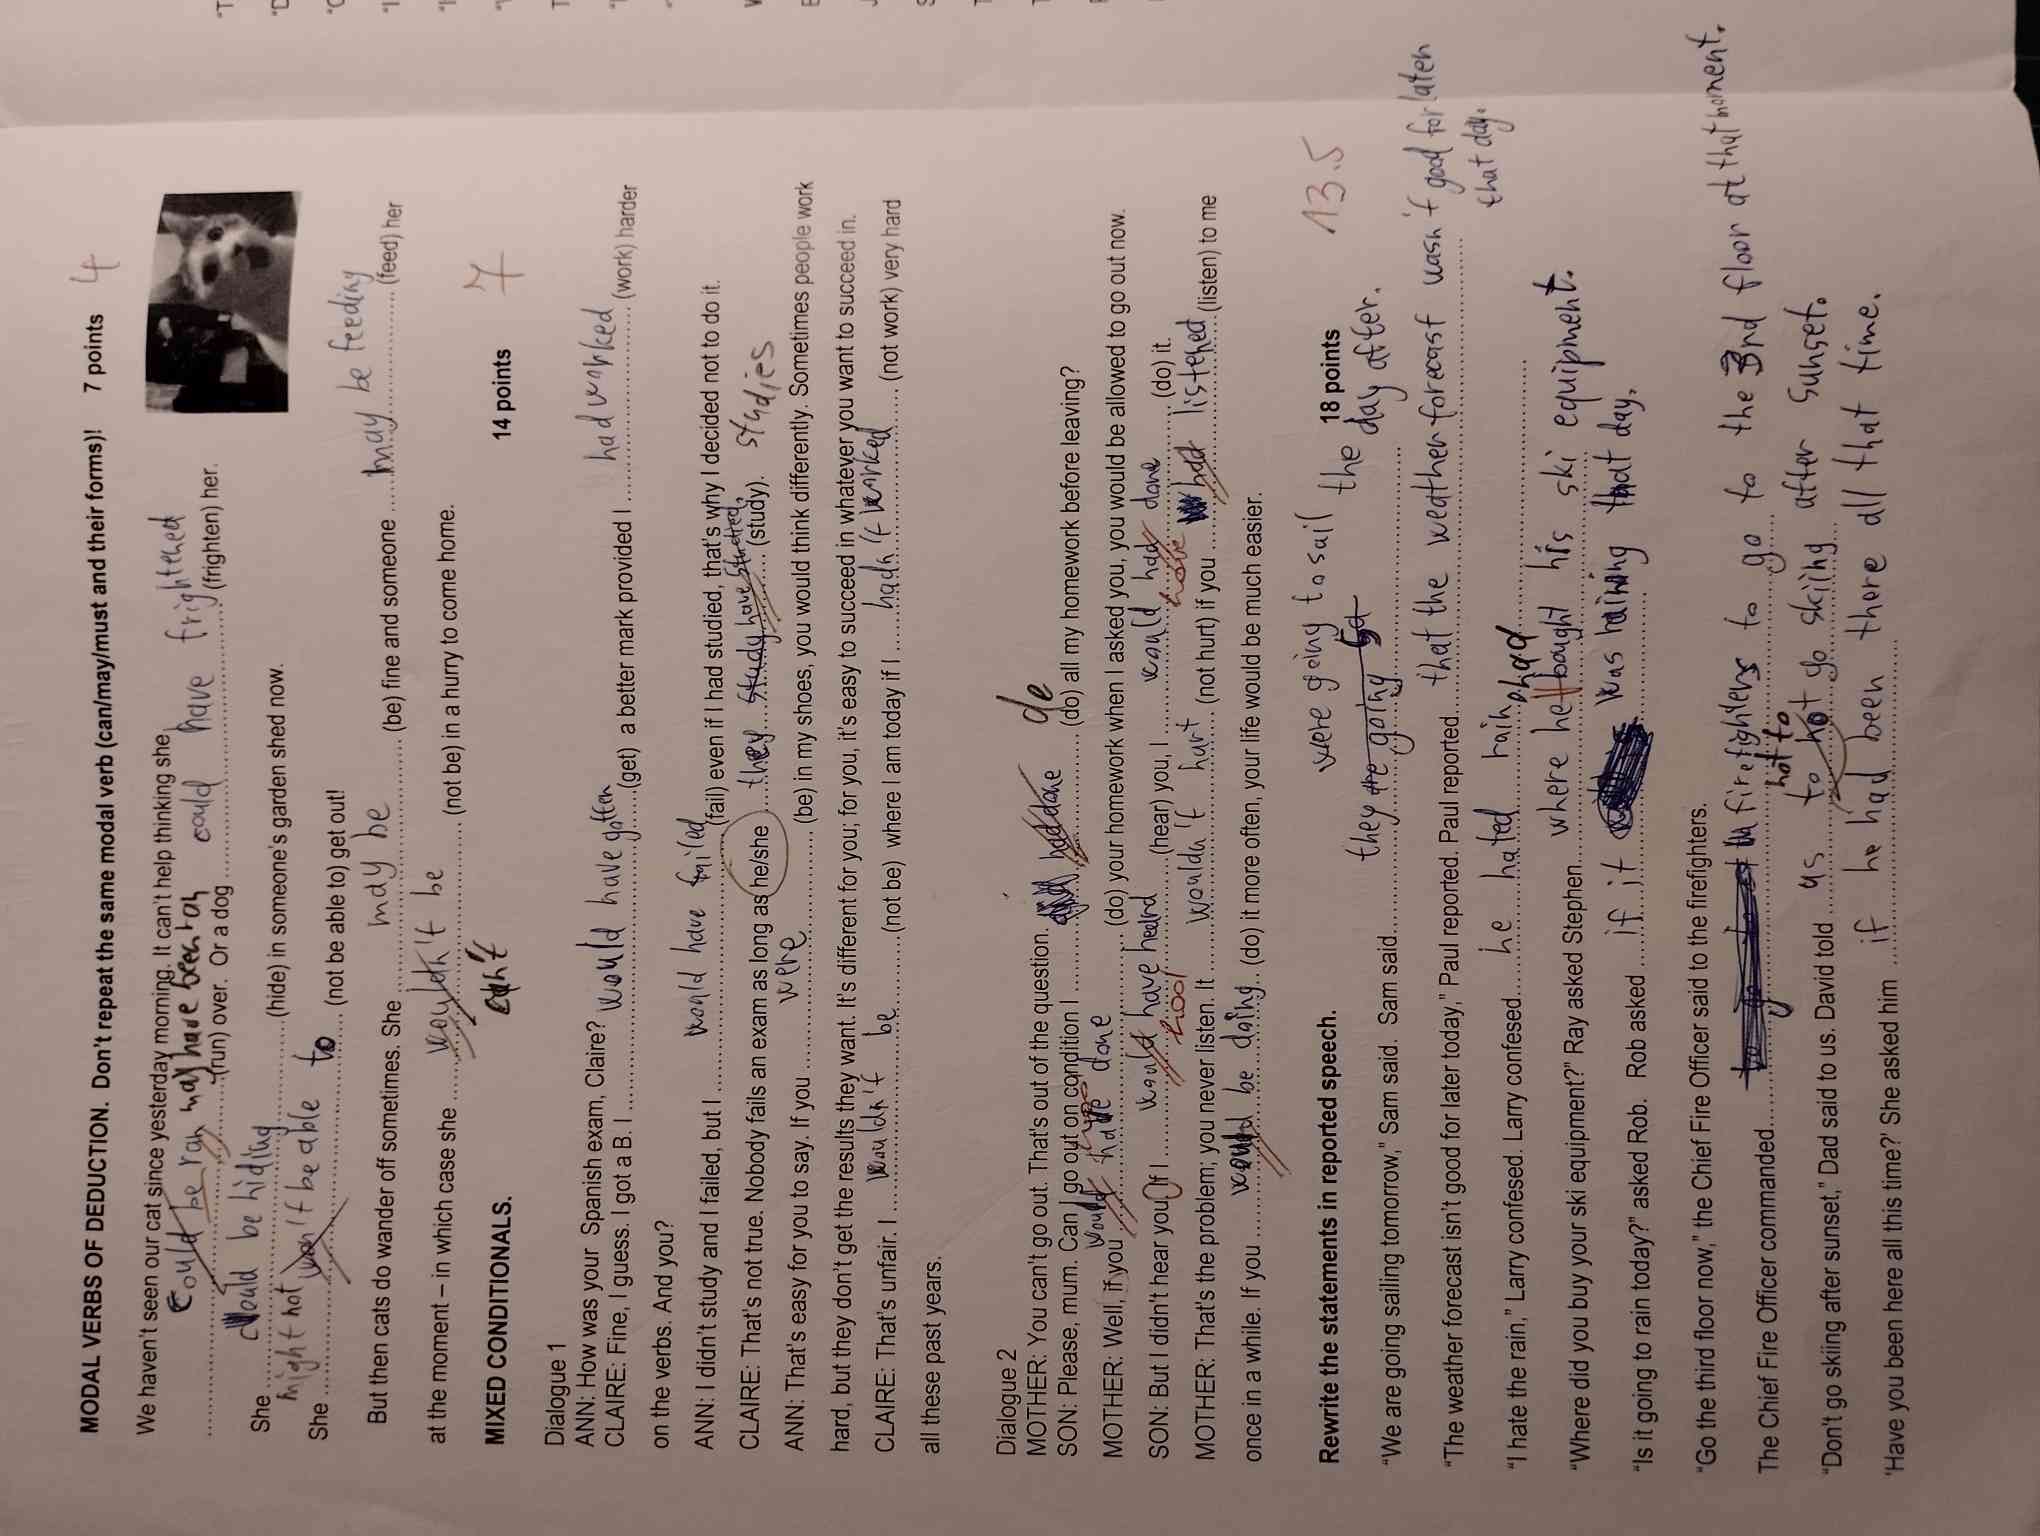 MODAL VERBS OF DEDUCTION. Don't repeat the same modal verb (can/may/must and their forms)! 7 points 4
We haven't seen our cat since yesterday morning. It can't help thinking she
could be ran may have been ran (run) over. Or a dog could have frightened (frighten) her.
She could be hiding (hide) in someone's garden shed now.
She might not won't be able to (not be able to) get out!
But then cats do wander off sometimes. She may be (be) fine and someone may be feeding (feed) her
at the moment – in which case she wouldn't be (not be) in a hurry to come home.
can't
MIXED CONDITIONALS. 14 points 7
Dialogue 1
ANN: How was your Spanish exam, Claire?
CLAIRE: Fine, I guess. I got a B. I would have gotten (get) a better mark provided I had worked (work) harder
on the verbs. And you?
ANN: I didn't study and I failed, but I would have failed (fail) even if I had studied, that's why I decided not to do it.
CLAIRE: That's not true. Nobody fails an exam as long as he/she they study have studied. (study). studies
ANN: That's easy for you to say. If you were (be) in my shoes, you would think differently. Sometimes people work
hard, but they don't get the results they want. It's different for you; for you, it's easy to succeed in whatever you want to succeed in.
CLAIRE: That's unfair. I wouldn't be (not be) where I am today if I hadn't worked (not work) very hard
all these past years.
Dialogue 2
MOTHER: You can't go out. That's out of the question.
SON: Please, mum. Can I go out on condition I had done do (do) all my homework before leaving?
MOTHER: Well, if you would have done (do) your homework when I asked you, you would be allowed to go out now.
SON: But I didn't hear you. If I would have heard (hear) you, I would had done (do) it.
had have
MOTHER: That's the problem; you never listen. It wouldn't hurt (not hurt) if you had listened (listen) to me
once in a while. If you would be doing (do) it more often, your life would be much easier.
Rewrite the statements in reported speech. 18 points 13.5
were going to sail
"We are going sailing tomorrow," Sam said. Sam said they are going the day after.
"The weather forecast isn't good for later today," Paul reported. Paul reported that the weather forecast wasn't good for later
that day.
"I hate the rain," Larry confesed. Larry confesed he hated rain.
had
"Where did you buy your ski equipment?" Ray asked Stephen where he bought his ski equipment.
"Is it going to rain today?" asked Rob. Rob asked if it was raining that day.
"Go the third floor now," the Chief Fire Officer said to the firefighters.
The Chief Fire Officer commanded firefighters to go to the 3rd floor at that moment.
not to
"Don't go skiing after sunset," Dad said to us. David told us to not go skiing after sunset.
'Have you been here all this time?' She asked him if he had been there all that time.